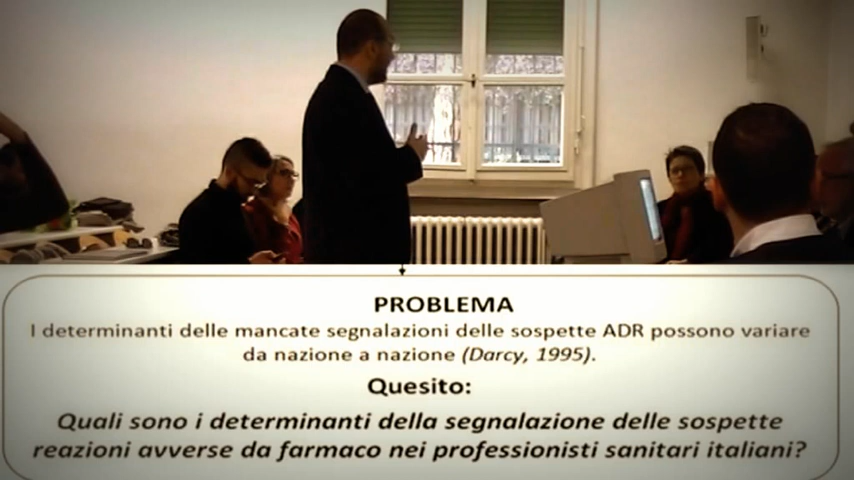 PROBLEMA
I determinanti delle mancate segnalazioni delle sospette ADR possono variare
da nazione a nazione (Darcy, 1995).
Quesito:
Quali sono i determinanti della segnalazione delle sospette
reazioni avverse da farmaco nei professionisti sanitari italiani?